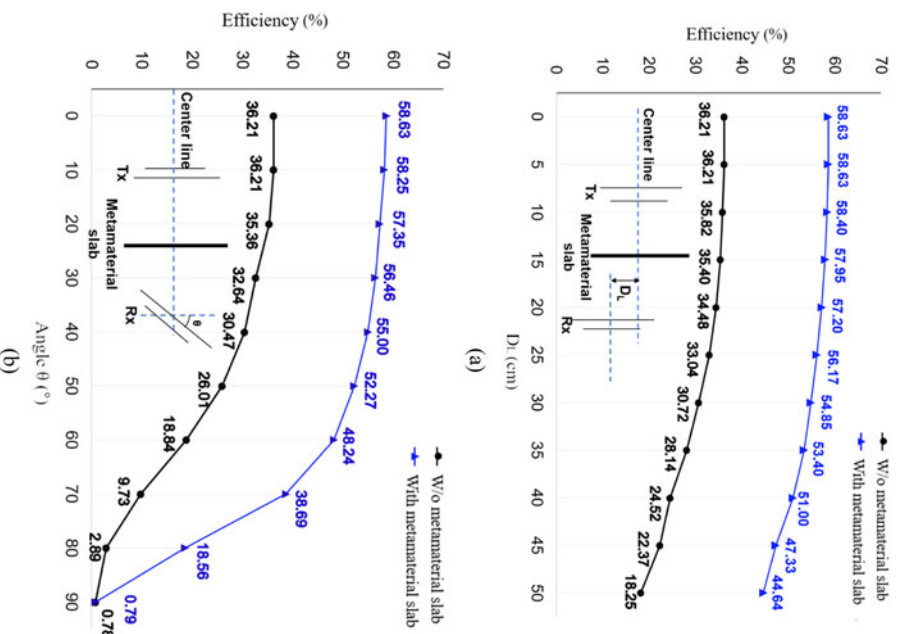 Efficiency (%)
70
60
50
40
30
20
10
0
W/o metamaterial slab
With metamaterial slab
58.63 58.63 58.40 57.95 57.20 56.17 54.85 53.40 51.00 47.33 44.64
36.21 36.21 35.82 35.40 34.48 33.04 30.72 28.14 24.52 22.37 18.25
Center line
Tx
Metamaterial
slab
DL
Rx
0 5 10 15 20 25 30 35 40 45 50
DL (cm)
(a)
Efficiency (%)
70
60
50
40
30
20
10
0
W/o metamaterial slab
With metamaterial slab
58.63 58.25 57.35 56.46 55.00 52.27 48.24 38.69 18.56 0.79
36.21 36.21 35.36 32.64 30.47 26.01 18.84 9.73 2.89 0.78
Center line
Tx
Metamaterial
slab
θ
Rx
0 10 20 30 40 50 60 70 80 90
Angle θ (°)
(b)